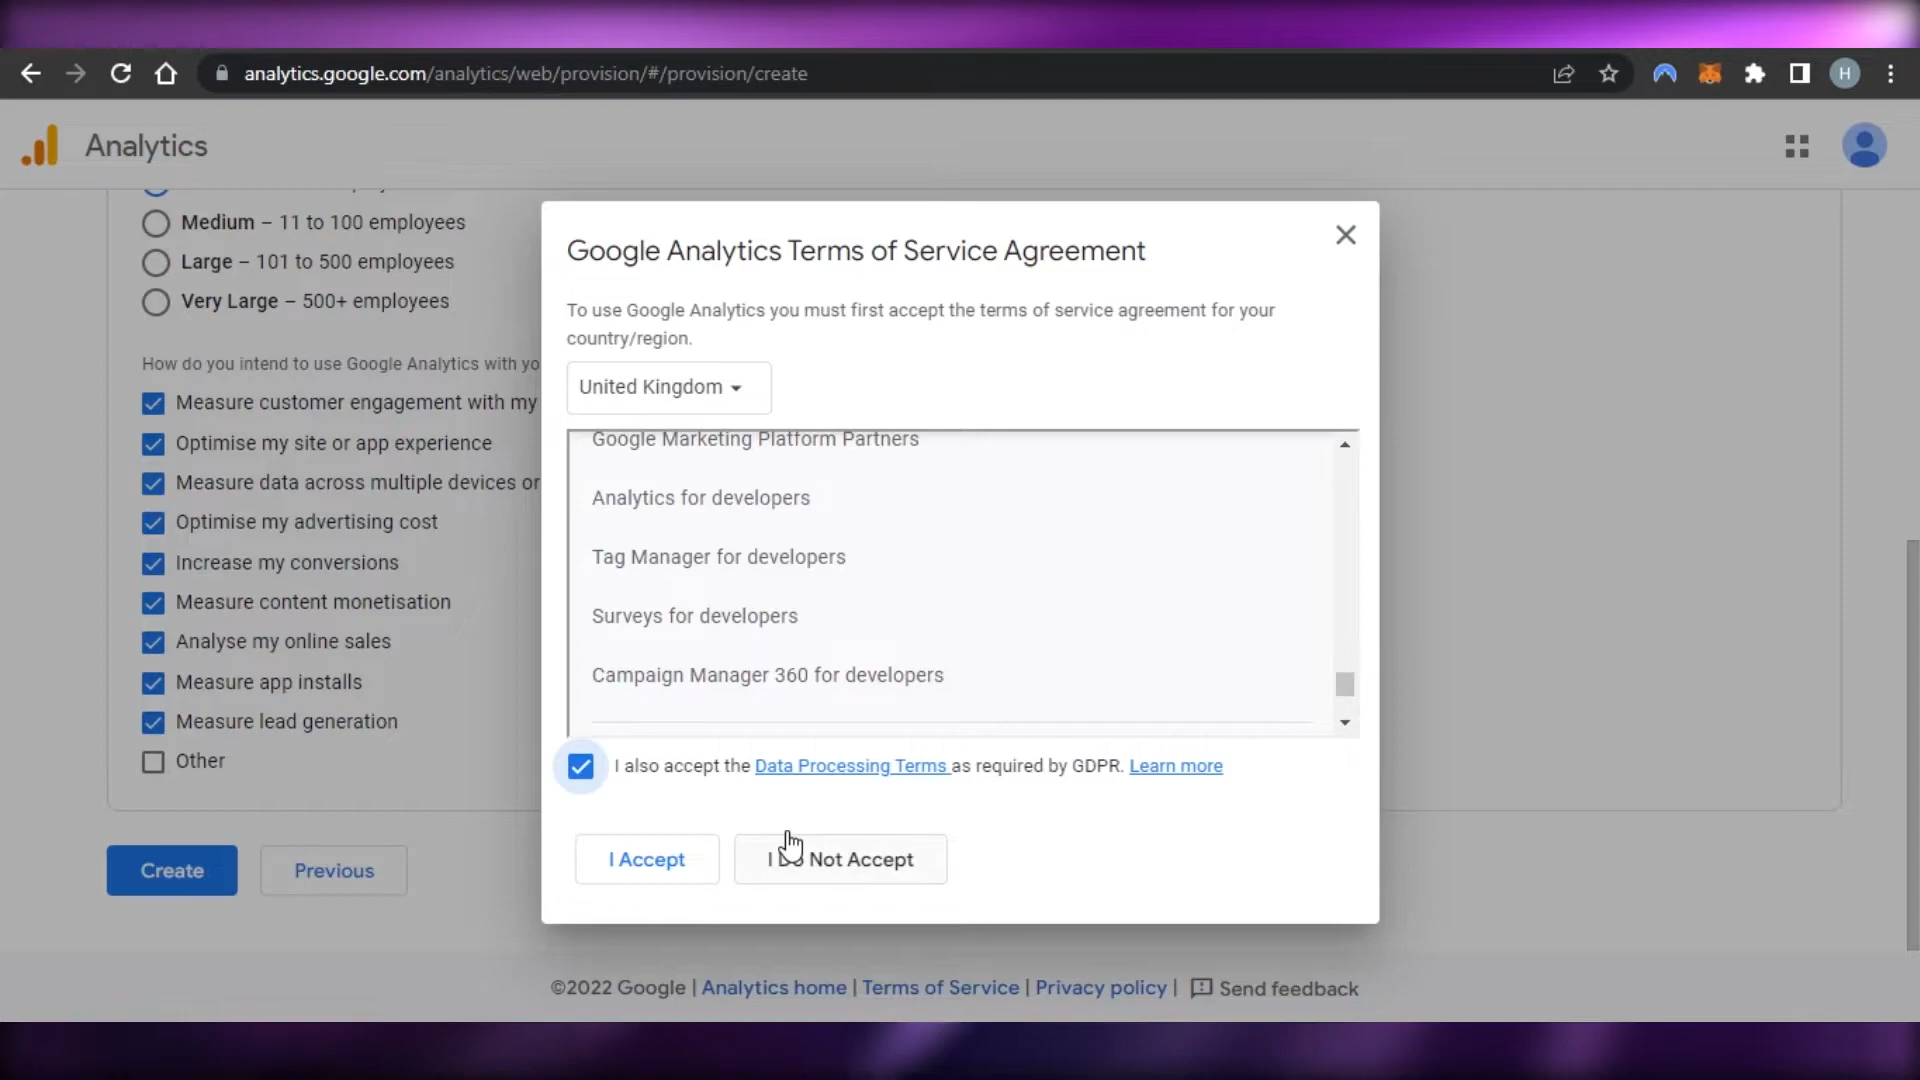 analytics.google.com/analytics/web/provision/#/provision/create
H
Analytics
Medium – 11 to 100 employees
Large – 101 to 500 employees
Very Large – 500+ employees
How do you intend to use Google Analytics with yo
Measure customer engagement with my
Optimise my site or app experience
Measure data across multiple devices or
Optimise my advertising cost
Increase my conversions
Measure content monetisation
Analyse my online sales
Measure app installs
Measure lead generation
Other
Create
Previous
Google Analytics Terms of Service Agreement
To use Google Analytics you must first accept the terms of service agreement for your
country/region.
United Kingdom
Google Marketing Platform Partners
Analytics for developers
Tag Manager for developers
Surveys for developers
Campaign Manager 360 for developers
I also accept the Data Processing Terms as required by GDPR. Learn more
I Accept
I Do Not Accept
©2022 Google | Analytics home | Terms of Service | Privacy policy | Send feedback